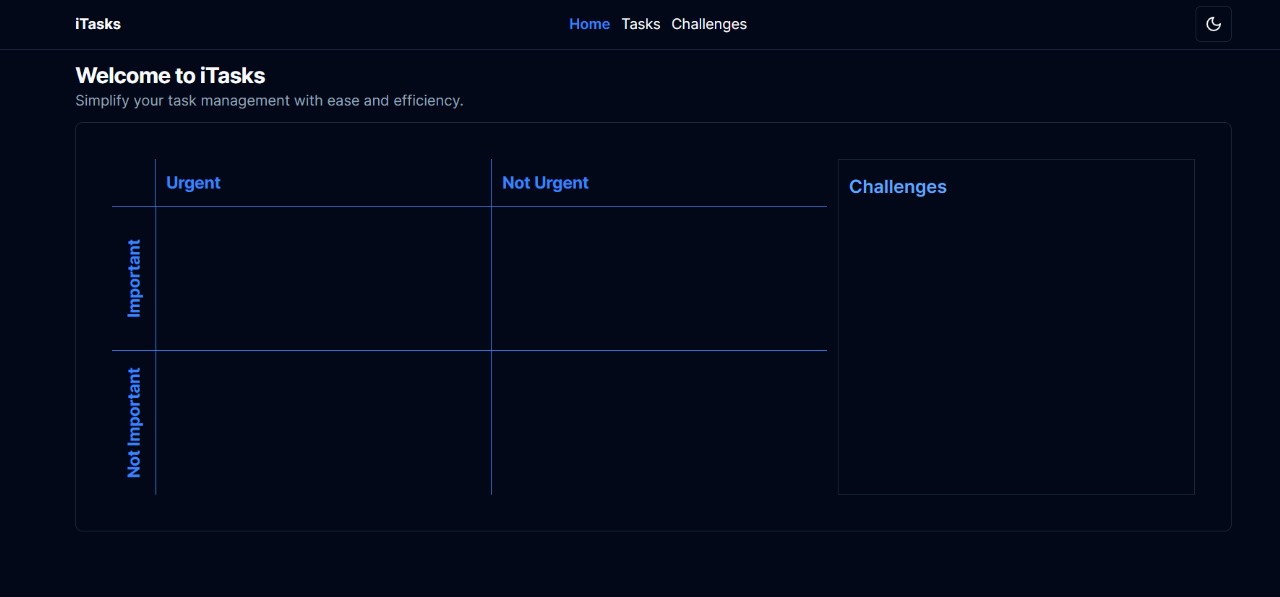 iTasks
Home Tasks Challenges
Welcome to iTasks
Simplify your task management with ease and efficiency.
Urgent
Not Urgent
Challenges
Important
Not Important